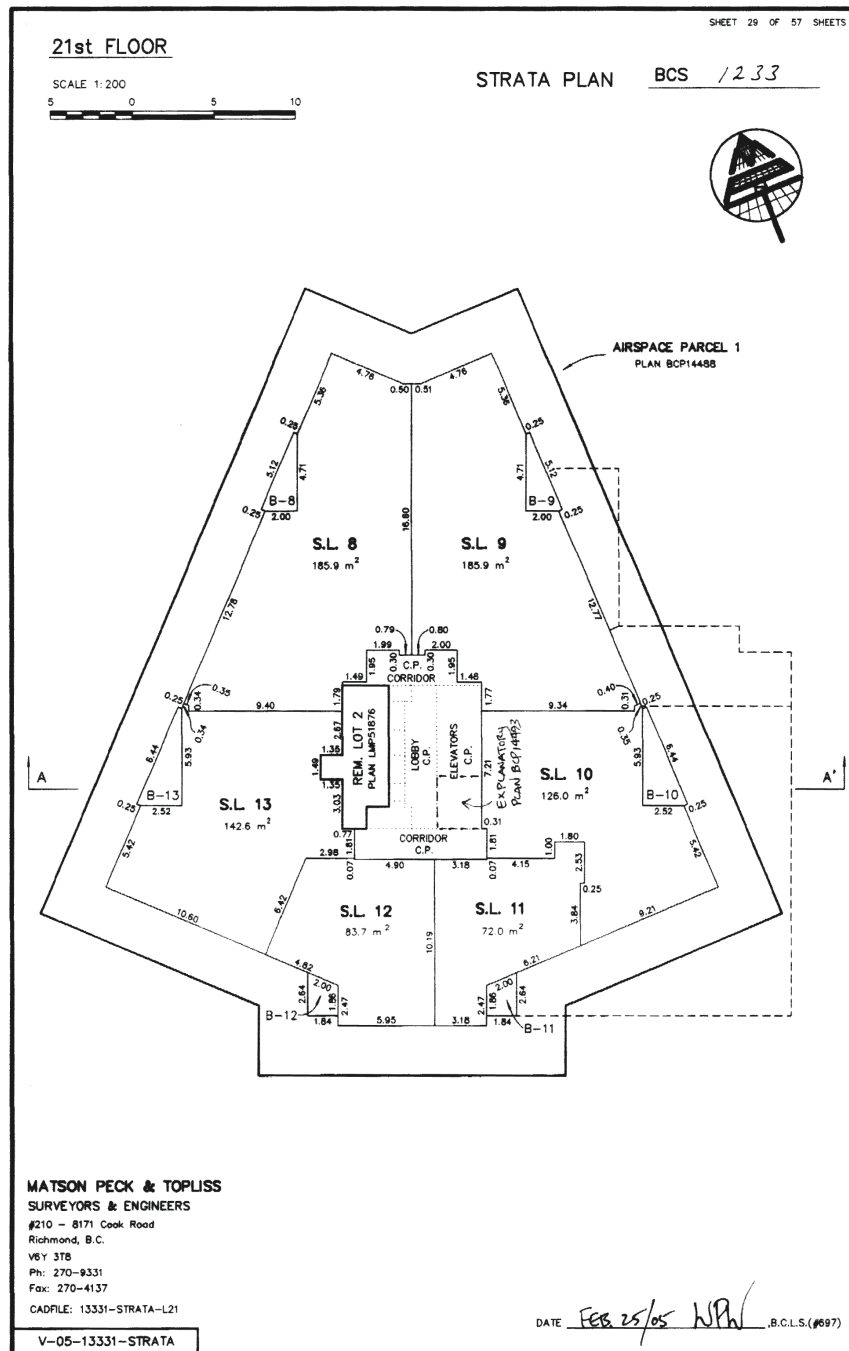 SHEET 29 OF 57 SHEETS
21st FLOOR
SCALE 1:200
5 0 5 10
STRATA PLAN BCS 1233
AIRSPACE PARCEL 1
PLAN BCP14488
4.76 0.50 0.51 4.76
5.36 5.36
0.25 0.25
5.12 4.71 4.71 5.12
B-8 B-9
0.25 2.00 2.00 0.25
16.80
S.L. 8 S.L. 9
185.9 m² 185.9 m²
12.78 12.77
0.79 0.80
1.99 0.30 0.30 2.00
1.95 C.P. 1.95
1.49 CORRIDOR 1.48
0.25 0.34 0.35 1.79 1.77 0.40 0.31 0.25
0.34 9.40 9.34 0.35
6.44 5.93 2.67 5.93 6.44
REM. LOT 2
PLAN LMP51876
LOBBY
C.P.
ELEVATORS
C.P.
7.21
EXPLANATORY
PLAN BCP14493
1.36
1.49
1.35
3.03
A A'
B-13 S.L. 10 B-10
0.25 2.52 126.0 m² 2.52 0.25
S.L. 13
142.6 m²
5.42 5.42
0.77 0.31
1.81 CORRIDOR 1.81
C.P.
1.00 1.80
2.53
2.98 0.07 4.90 3.18 0.07 4.15
0.25
6.42 3.84
S.L. 12 S.L. 11
83.7 m² 72.0 m²
10.60 10.19 9.21
4.82 6.21
2.00 2.00
2.64 1.86 2.47 2.47 1.86 2.64
B-12 B-11
1.84 5.95 3.18 1.84
MATSON PECK & TOPLISS
SURVEYORS & ENGINEERS
#210 - 8171 Cook Road
Richmond, B.C.
V6Y 3T8
Ph: 270-9331
Fax: 270-4137
CADFILE: 13331-STRATA-L21
V-05-13331-STRATA
DATE FEB. 25/05 , B.C.L.S.(#697)